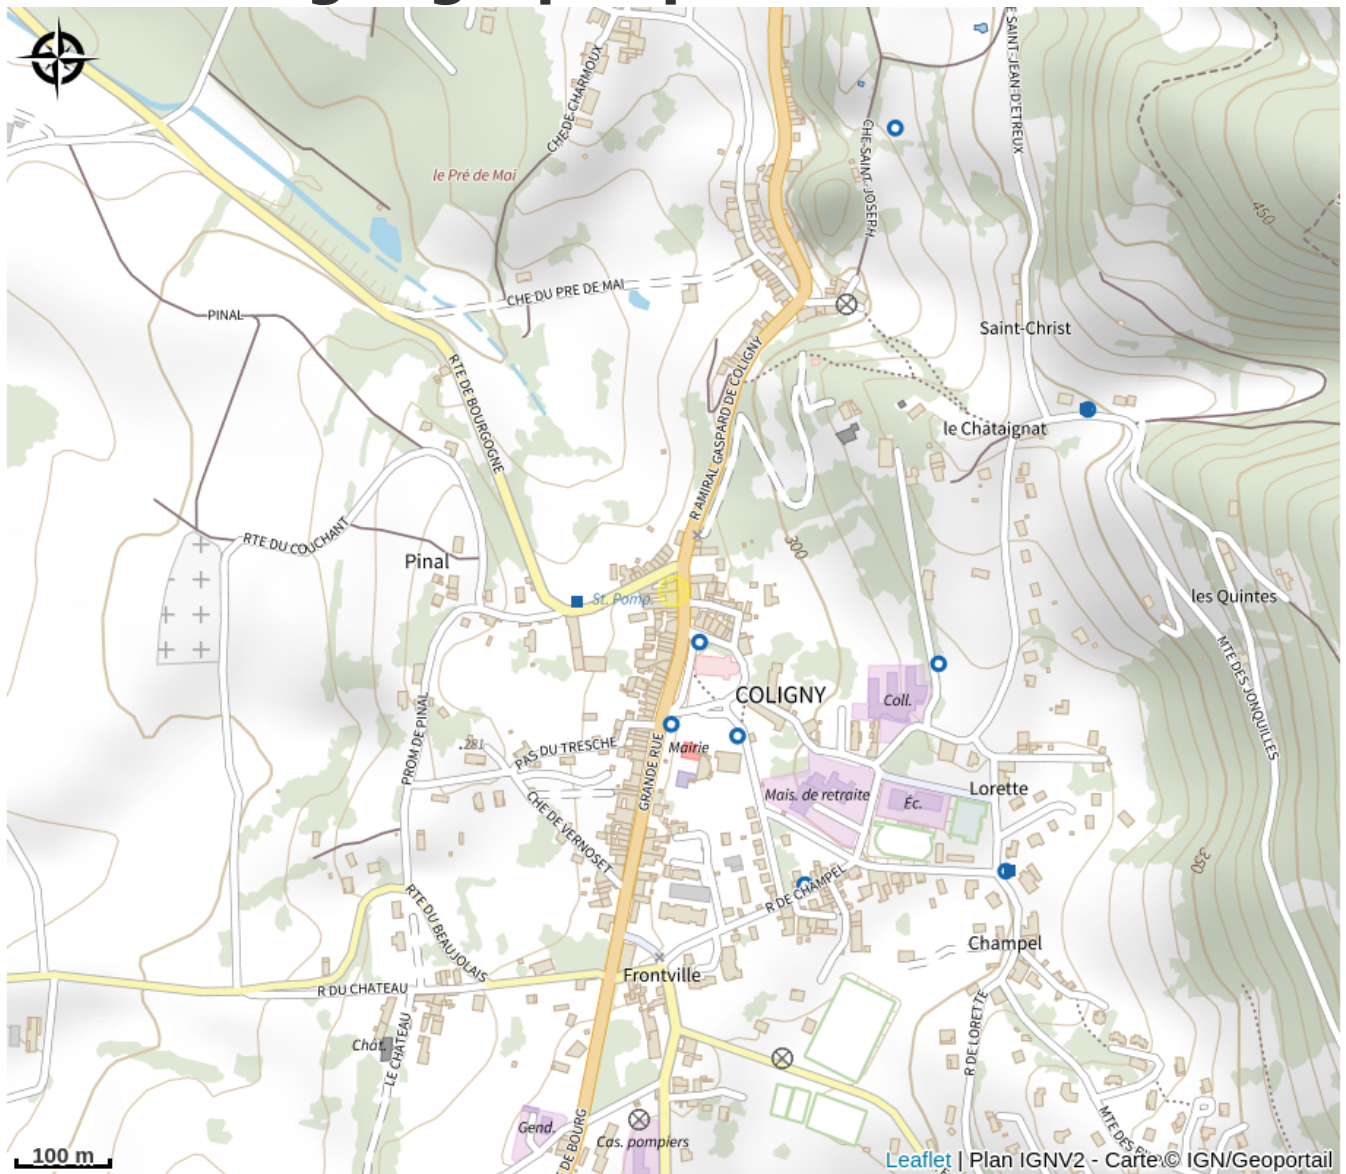 E SAINT-JEAN-D'ETREUX
CHE DE CHARMOUX
CHE SAINT-JOSEPH
le Pré de Mai
450
CHE DU PRE DE MAI
PINAL
Saint-Christ
RTE DE BOURGOGNE
R AMIRAL GASPARD DE COLIGNY
le Châtaignat
RTE DU COUCHANT
300
Pinal
St. Pomp.
les Quintes
MTE DES JONQUILLES
COLIGNY
Coll.
PROM DE PINAL
.281
PAS DU TRESCHE
Mairie
GRANDE RUE
Mais. de retraite
Éc.
Lorette
CHE DE VERNOSET
350
R DE CHAMPEL
RTE DU BEAUJOLAIS
Champel
Frontville
R DU CHATEAU
R DE LORETTE
Chât.
LE CHATEAU
Gend.
DE BOURG
Cas. pompiers
MTE DES
100 m
Leaflet | Plan IGNV2 - Carte © IGN/Geoportail